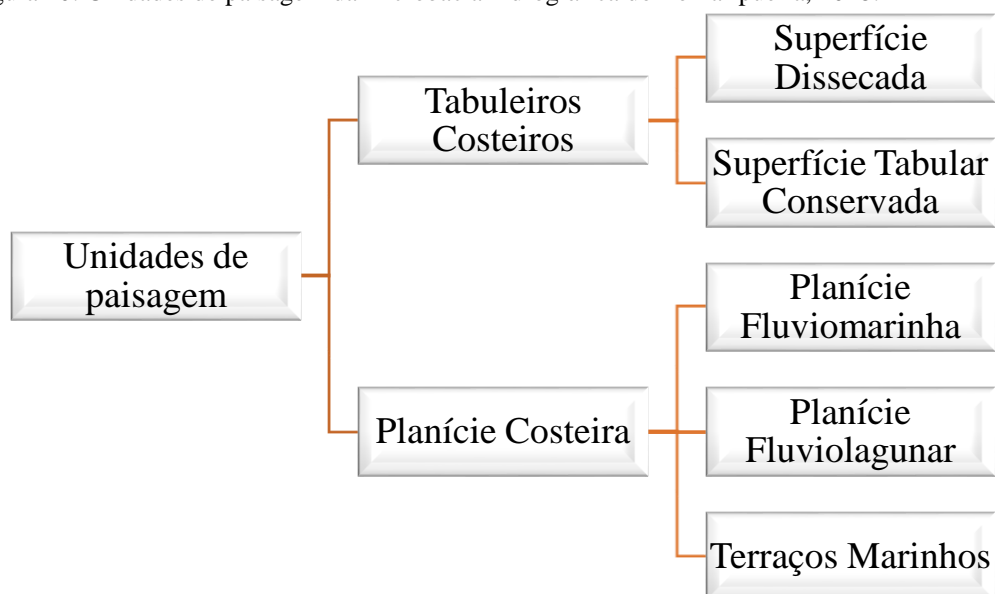 Superfície
Dissecada
Tabuleiros
Costeiros
Superfície Tabular
Conservada
Unidades de
paisagem
Planície
Fluviomarinha
Planície Costeira
Planície
Fluviolagunar
Terraços Marinhos